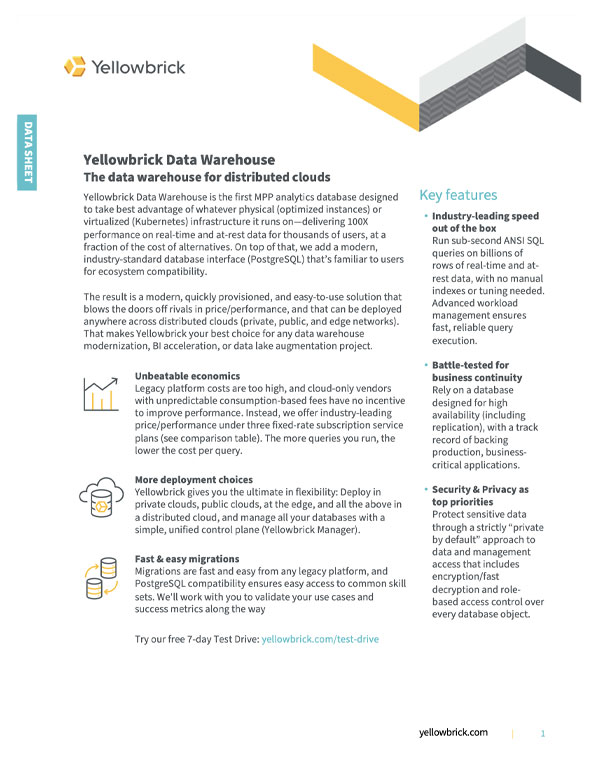 Yellowbrick
DATA SHEET
Yellowbrick Data Warehouse
The data warehouse for distributed clouds
Yellowbrick Data Warehouse is the first MPP analytics database designed
to take best advantage of whatever physical (optimized instances) or
virtualized (Kubernetes) infrastructure it runs on—delivering 100X
performance on real-time and at-rest data for thousands of users, at a
fraction of the cost of alternatives. On top of that, we add a modern,
industry-standard database interface (PostgreSQL) that's familiar to users
for ecosystem compatibility.
The result is a modern, quickly provisioned, and easy-to-use solution that
blows the doors off rivals in price/performance, and that can be deployed
anywhere across distributed clouds (private, public, and edge networks).
That makes Yellowbrick your best choice for any data warehouse
modernization, BI acceleration, or data lake augmentation project.
Unbeatable economics
Legacy platform costs are too high, and cloud-only vendors
with unpredictable consumption-based fees have no incentive
to improve performance. Instead, we offer industry-leading
price/performance under three fixed-rate subscription service
plans (see comparison table). The more queries you run, the
lower the cost per query.
More deployment choices
Yellowbrick gives you the ultimate in flexibility: Deploy in
private clouds, public clouds, at the edge, and all the above in
a distributed cloud, and manage all your databases with a
simple, unified control plane (Yellowbrick Manager).
Fast & easy migrations
Migrations are fast and easy from any legacy platform, and
PostgreSQL compatibility ensures easy access to common skill
sets. We'll work with you to validate your use cases and
success metrics along the way
Try our free 7-day Test Drive: yellowbrick.com/test-drive
Key features
• Industry-leading speed
out of the box
Run sub-second ANSI SQL
queries on billions of
rows of real-time and at-
rest data, with no manual
indexes or tuning needed.
Advanced workload
management ensures
fast, reliable query
execution.
• Battle-tested for
business continuity
Rely on a database
designed for high
availability (including
replication), with a track
record of backing
production, business-
critical applications.
• Security & Privacy as
top priorities
Protect sensitive data
through a strictly “private
by default” approach to
data and management
access that includes
encryption/fast
decryption and role-
based access control over
every database object.
yellowbrick.com | 1